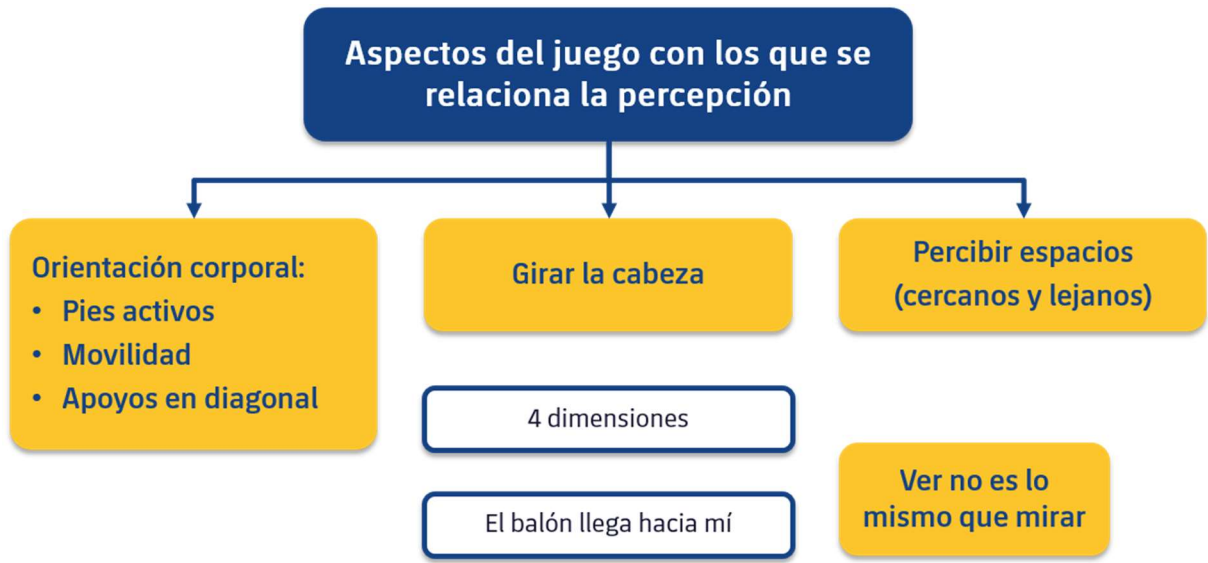 Aspectos del juego con los que se
relaciona la percepción
Orientación corporal:
• Pies activos
• Movilidad
• Apoyos en diagonal
Girar la cabeza
4 dimensiones
El balón llega hacia mí
Percibir espacios
(cercanos y lejanos)
Ver no es lo
mismo que mirar